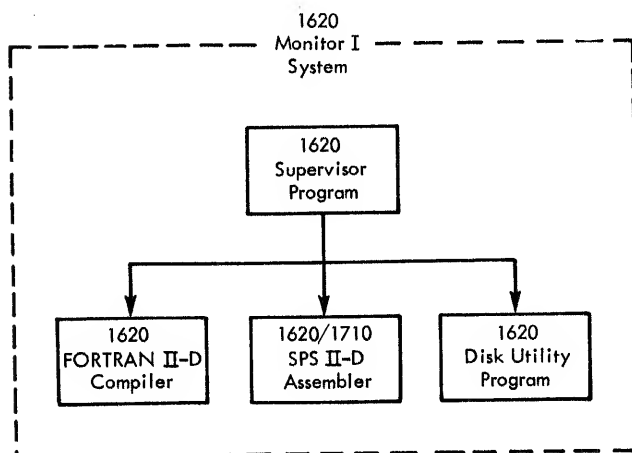 1620
Monitor I
System
1620
Supervisor
Program
1620
FORTRAN II-D
Compiler
1620/1710
SPS II-D
Assembler
1620
Disk Utility
Program